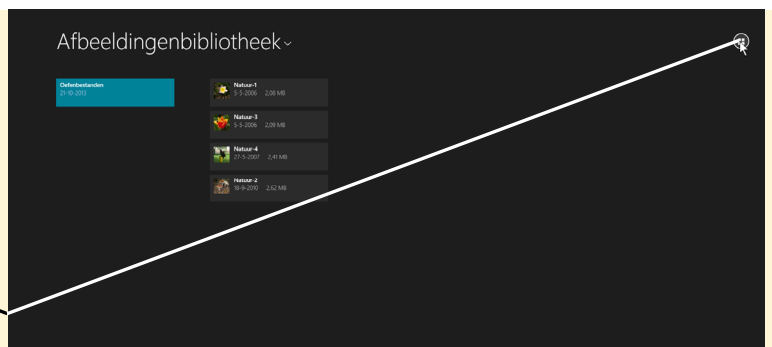 Afbeeldingenbibliotheek
Oefenbestanden
21-10-2013
Natuur-1
5-5-2006 2,08 MB
Natuur-3
5-5-2006 2,09 MB
Natuur-4
27-5-2007 2,41 MB
Natuur-2
18-9-2010 2,62 MB